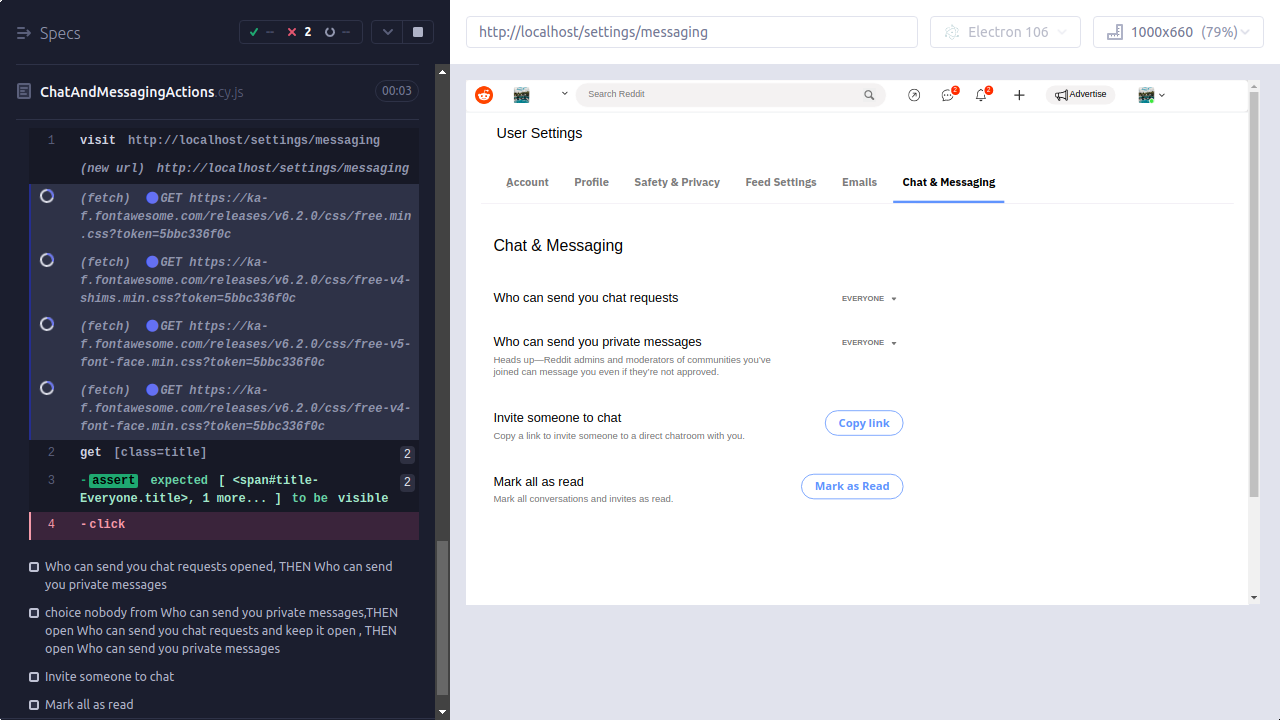 Specs
-- 2 --
ChatAndMessagingActions.cy.js 00:03
1 visit http://localhost/settings/messaging
(new url) http://localhost/settings/messaging
(fetch) GET https://ka-
f.fontawesome.com/releases/v6.2.0/css/free.min
.css?token=5bbc336f0c
(fetch) GET https://ka-
f.fontawesome.com/releases/v6.2.0/css/free-v4-
shims.min.css?token=5bbc336f0c
(fetch) GET https://ka-
f.fontawesome.com/releases/v6.2.0/css/free-v5-
font-face.min.css?token=5bbc336f0c
(fetch) GET https://ka-
f.fontawesome.com/releases/v6.2.0/css/free-v4-
font-face.min.css?token=5bbc336f0c
2 get [class=title] 2
3 -assert expected [ <span#title- 2
Everyone.title>, 1 more... ] to be visible
4 -click
Who can send you chat requests opened, THEN Who can send
you private messages
choice nobody from Who can send you private messages,THEN
open Who can send you chat requests and keep it open , THEN
open Who can send you private messages
Invite someone to chat
Mark all as read
http://localhost/settings/messaging
Electron 106
1000x660 (79%)
Search Reddit
2
2
Advertise
User Settings
Account Profile Safety & Privacy Feed Settings Emails Chat & Messaging
Chat & Messaging
Who can send you chat requests EVERYONE
Who can send you private messages EVERYONE
Heads up—Reddit admins and moderators of communities you've
joined can message you even if they're not approved.
Invite someone to chat Copy link
Copy a link to invite someone to a direct chatroom with you.
Mark all as read Mark as Read
Mark all conversations and invites as read.